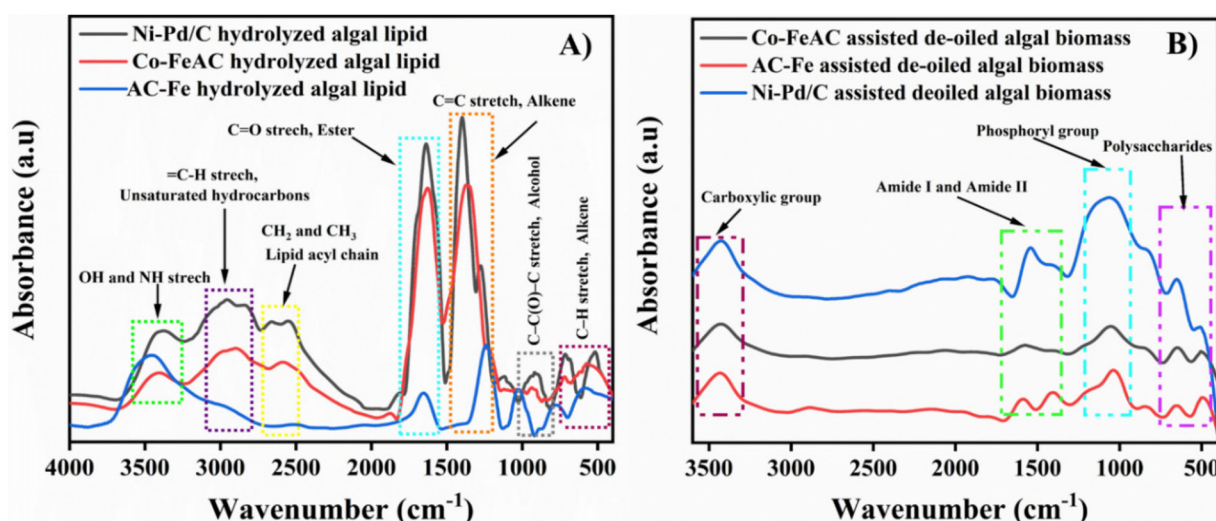 Ni-Pd/C hydrolyzed algal lipid
Co-FeAC hydrolyzed algal lipid
AC-Fe hydrolyzed algal lipid
A)
C=C stretch, Alkene
C=O strech, Ester
=C-H strech,
Unsaturated hydrocarbons
CH₂ and CH₃
Lipid acyl chain
OH and NH strech
C–C(O)–C stretch, Alcohol
C–H stretch, Alkene
Absorbance (a.u)
4000 3500 3000 2500 2000 1500 1000 500
Wavenumber (cm⁻¹)
Co-FeAC assisted de-oiled algal biomass
AC-Fe assisted de-oiled algal biomass
Ni-Pd/C assisted deoiled algal biomass
B)
Phosphoryl group
Polysaccharides
Amide I and Amide II
Carboxylic group
Absorbance (a.u)
3500 3000 2500 2000 1500 1000 500
Wavenumber (cm⁻¹)